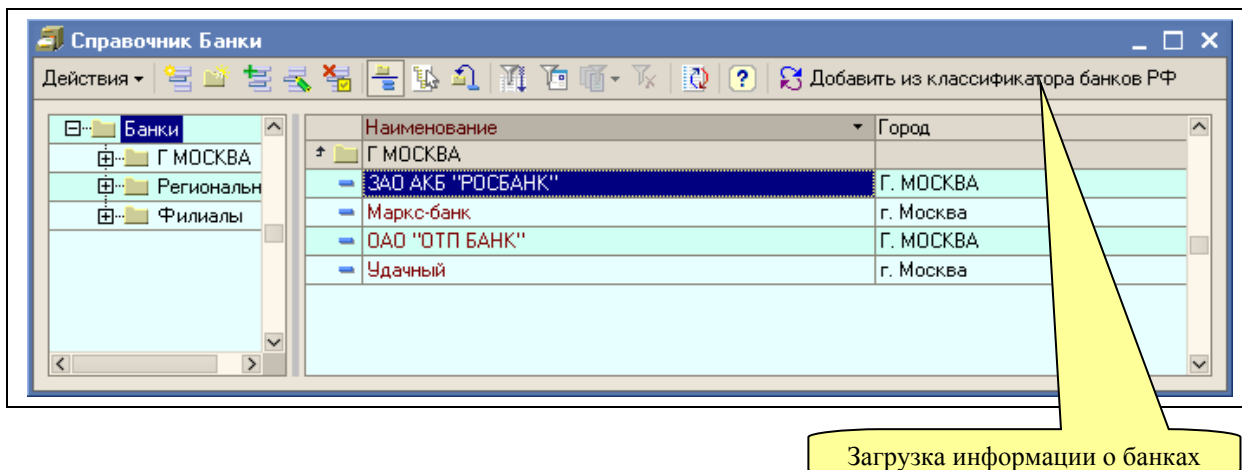 Справочник Банки
Действия Добавить из классификатора банков РФ
Банки
Г МОСКВА
Региональн
Филиалы
Наименование Город
Г МОСКВА
ЗАО АКБ "РОСБАНК" Г. МОСКВА
Маркс-банк г. Москва
ОАО "ОТП БАНК" Г. МОСКВА
Удачный г. Москва
Загрузка информации о банках